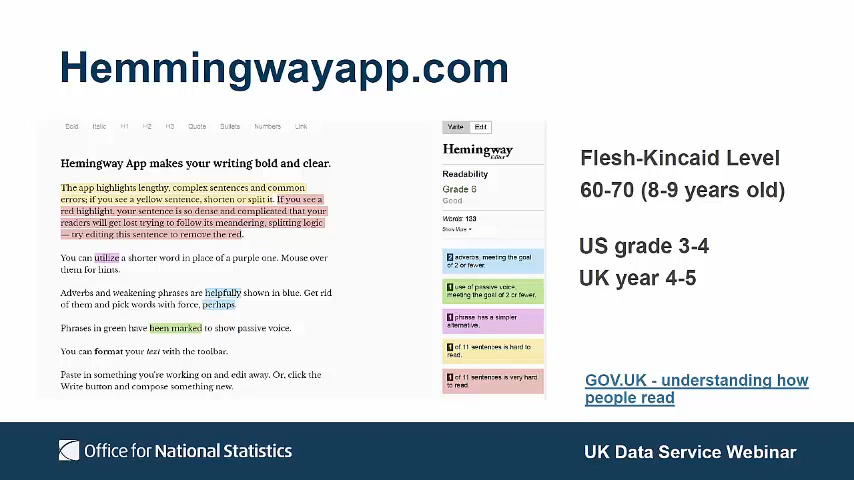 Hemmingwayapp.com
Bold Italic H1 H2 H3 Quote Bullets Numbers Link
Hemingway App makes your writing bold and clear.
The app highlights lengthy, complex sentences and common
errors; if you see a yellow sentence, shorten or split it. If you see a
red highlight, your sentence is so dense and complicated that your
readers will get lost trying to follow its meandering, splitting logic
— try editing this sentence to remove the red.
You can utilize a shorter word in place of a purple one. Mouse over
them for hints.
Adverbs and weakening phrases are helpfully shown in blue. Get rid
of them and pick words with force, perhaps.
Phrases in green have been marked to show passive voice.
You can format your text with the toolbar.
Paste in something you're working on and edit away. Or, click the
Write button and compose something new.
Write Edit
Hemingway
Editor
Readability
Grade 6
Good
Words: 133
Show More
2 adverbs, meeting the goal
of 2 or fewer.
1 use of passive voice,
meeting the goal of 2 or fewer.
1 phrase has a simpler
alternative.
1 of 11 sentences is hard to
read.
1 of 11 sentences is very hard
to read.
Flesh-Kincaid Level
60-70 (8-9 years old)
US grade 3-4
UK year 4-5
GOV.UK - understanding how
people read
Office for National Statistics
UK Data Service Webinar